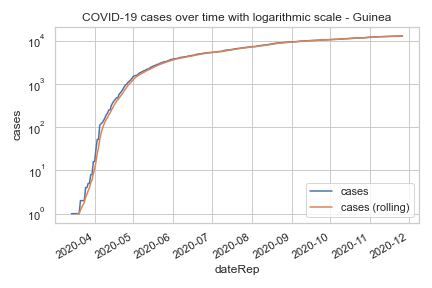 COVID-19 cases over time with logarithmic scale - Guinea
cases
10⁴
10³
10²
10¹
10⁰
cases
cases (rolling)
2020-04
2020-05
2020-06
2020-07
2020-08
2020-09
2020-10
2020-11
2020-12
dateRep